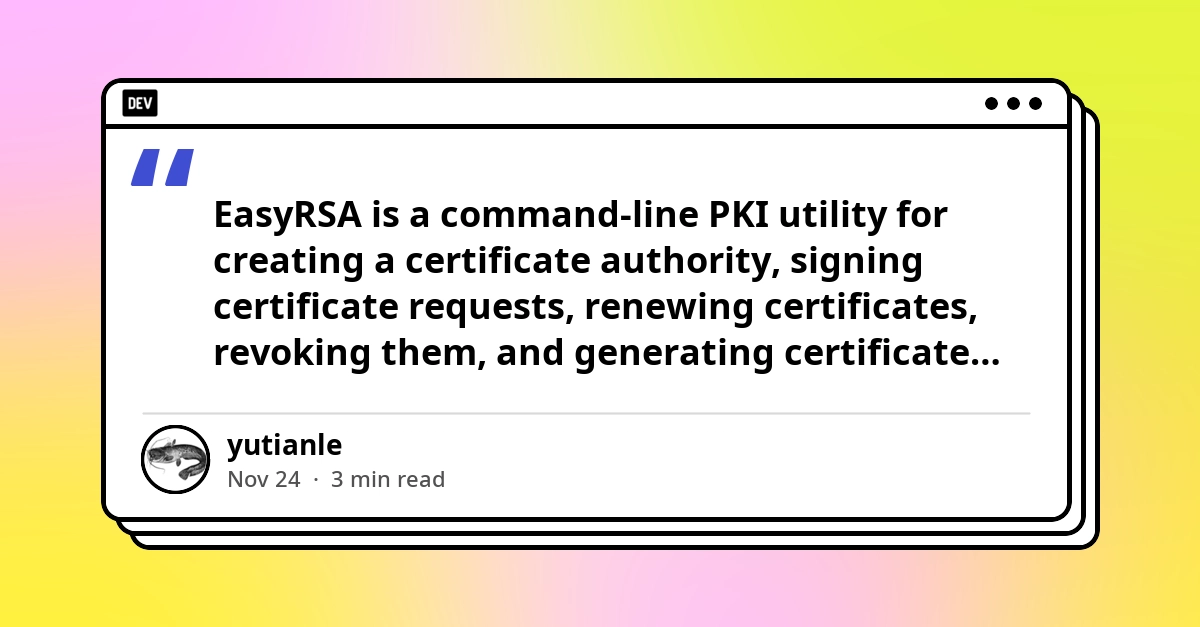 DEV
EasyRSA is a command-line PKI utility for
creating a certificate authority, signing
certificate requests, renewing certificates,
revoking them, and generating certificate...
yutianle
Nov 24 · 3 min read